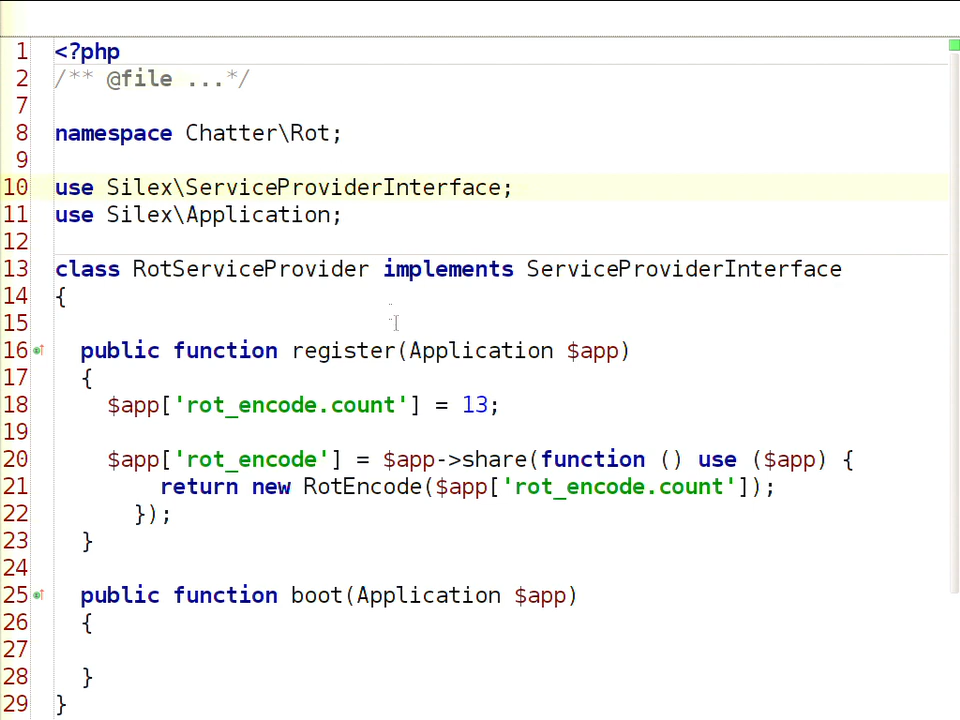 1 <?php
2 /** @file ...*/
7
8 namespace Chatter\Rot;
9
10 use Silex\ServiceProviderInterface;
11 use Silex\Application;
12
13 class RotServiceProvider implements ServiceProviderInterface
14 {
15
16 public function register(Application $app)
17 {
18 $app['rot_encode.count'] = 13;
19
20 $app['rot_encode'] = $app->share(function () use ($app) {
21 return new RotEncode($app['rot_encode.count']);
22 });
23 }
24
25 public function boot(Application $app)
26 {
27
28 }
29 }